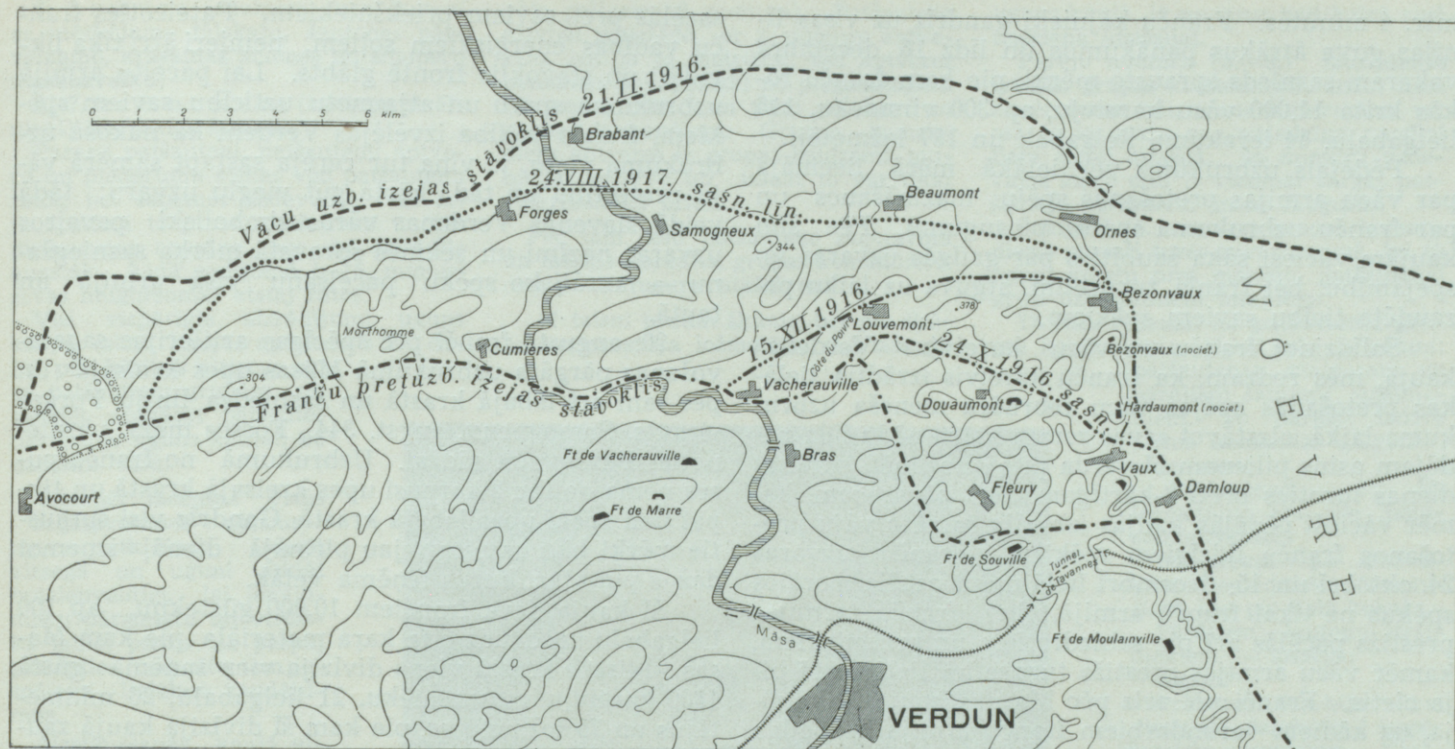 0 1 2 3 4 5 6 klm
Vācu uzb. izejas stāvoklis 21.II.1916.
Brabant
24.VIII.1917. sasn. līn.
Forges
Samogneux
Beaumont
Ornes
344
WÖEVRE
Bezonvaux
15.XII.1916.
Louvemont
378
Côte du Poivre
Morthomme
Cumières
Bezonvaux (nociet.)
24.X.1916. sasn. l.
304
Franču pretuzb. izejas stāvoklis
Vacherauville
Douaumont
Hardaumont (nociet.)
Ft de Vacherauville
Bras
Vaux
Avocourt
Ft de Marre
Fleury
Damloup
Ft de Souville
Tunnel
de Tavannes
Ft de Moulainville
Māsa
VERDUN